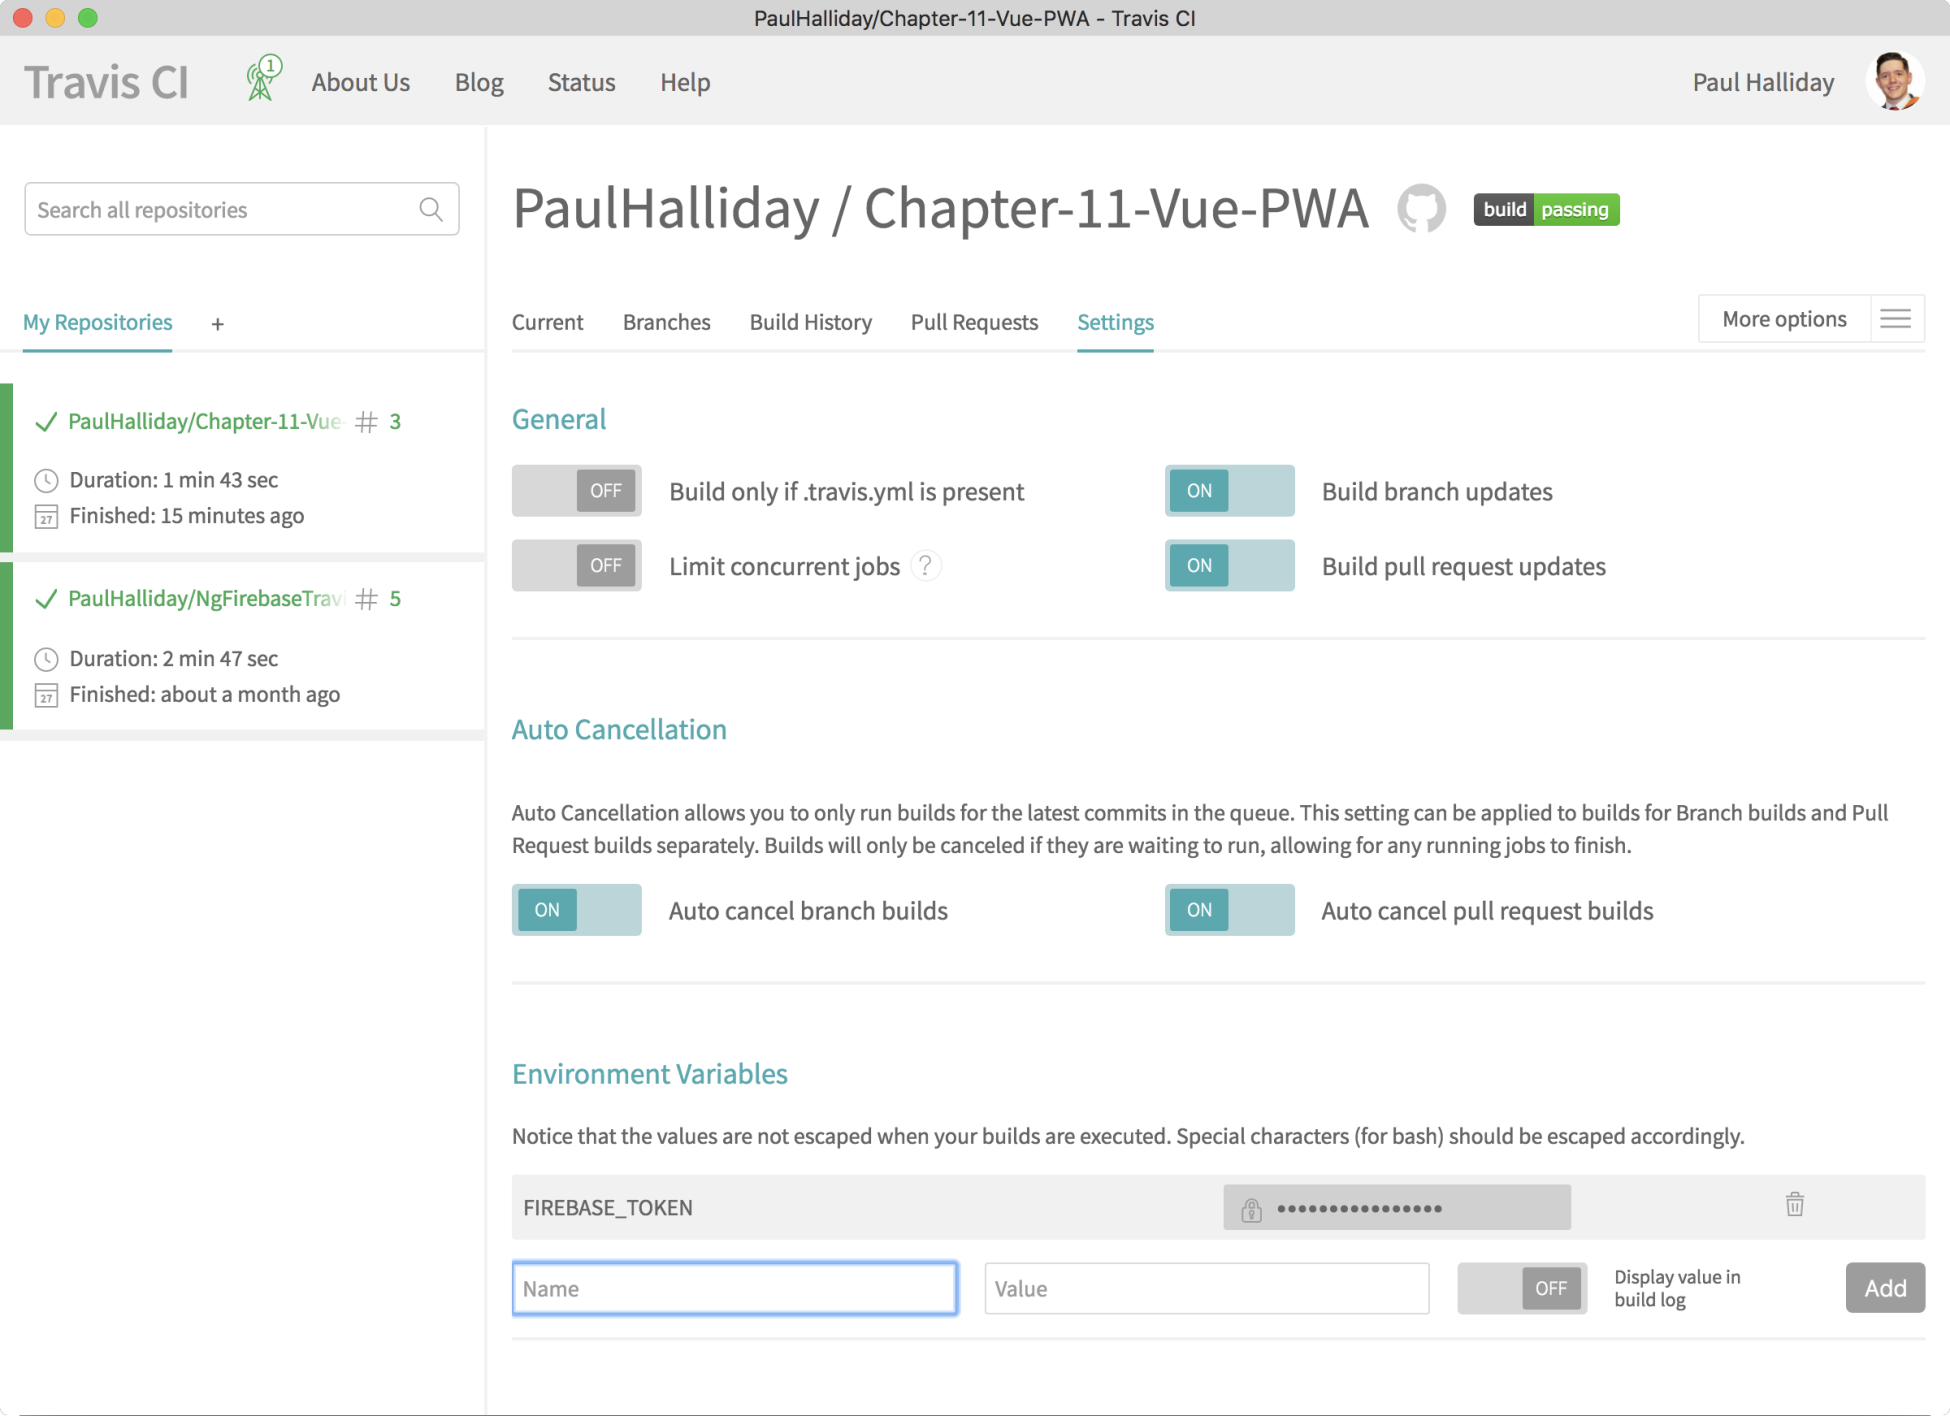 PaulHalliday/Chapter-11-Vue-PWA - Travis CI
Travis CI
1
About Us
Blog
Status
Help
Paul Halliday
Search all repositories
PaulHalliday / Chapter-11-Vue-PWA
build passing
My Repositories +
Current
Branches
Build History
Pull Requests
Settings
More options
PaulHalliday/Chapter-11-Vue- # 3
Duration: 1 min 43 sec
27 Finished: 15 minutes ago
PaulHalliday/NgFirebaseTravi # 5
Duration: 2 min 47 sec
27 Finished: about a month ago
General
OFF Build only if .travis.yml is present
ON Build branch updates
OFF Limit concurrent jobs ?
ON Build pull request updates
Auto Cancellation
Auto Cancellation allows you to only run builds for the latest commits in the queue. This setting can be applied to builds for Branch builds and Pull
Request builds separately. Builds will only be canceled if they are waiting to run, allowing for any running jobs to finish.
ON Auto cancel branch builds
ON Auto cancel pull request builds
Environment Variables
Notice that the values are not escaped when your builds are executed. Special characters (for bash) should be escaped accordingly.
FIREBASE_TOKEN ••••••••••••••••
Name
Value
OFF
Display value in
build log
Add